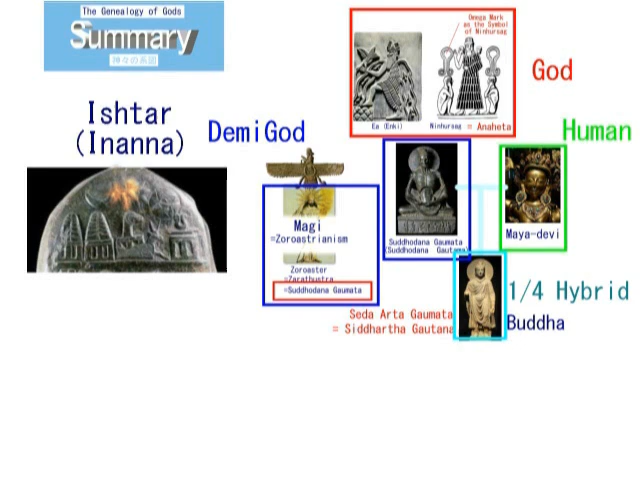 The Genealogy of Gods
Summary
神々の系図
Omega Mark
as the Symbol
of Ninhursag
Ea (Enki)
Ninhursag = Anaheta
God
Ishtar
(Inanna)
DemiGod
Human
Magi
=Zoroastrianism
Zoroaster
=Zarathustra
=Suddhodana Gaumata
Suddhodana Gaumata
(Suddhodana Gautama)
Maya-devi
1/4 Hybrid
Buddha
Seda Arta Gaumata
= Siddhartha Gautana